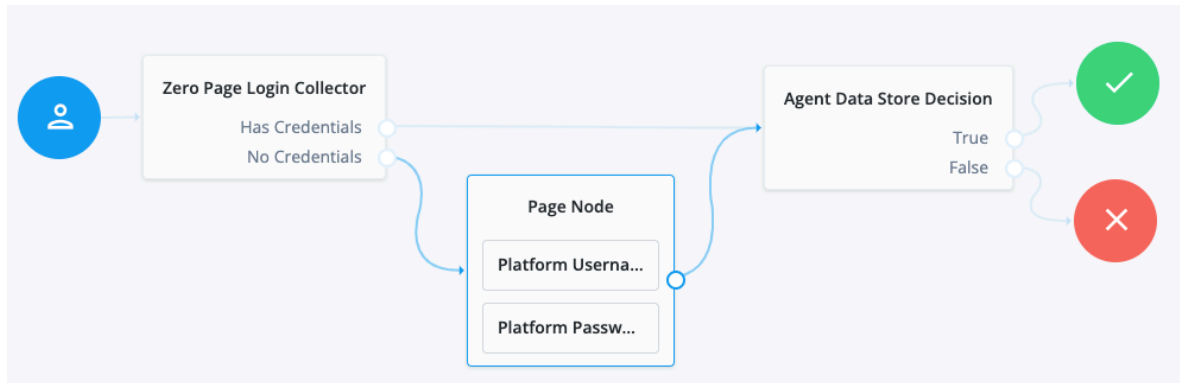 Zero Page Login Collector
Has Credentials
No Credentials
Page Node
Platform Userna...
Platform Passw...
Agent Data Store Decision
True
False